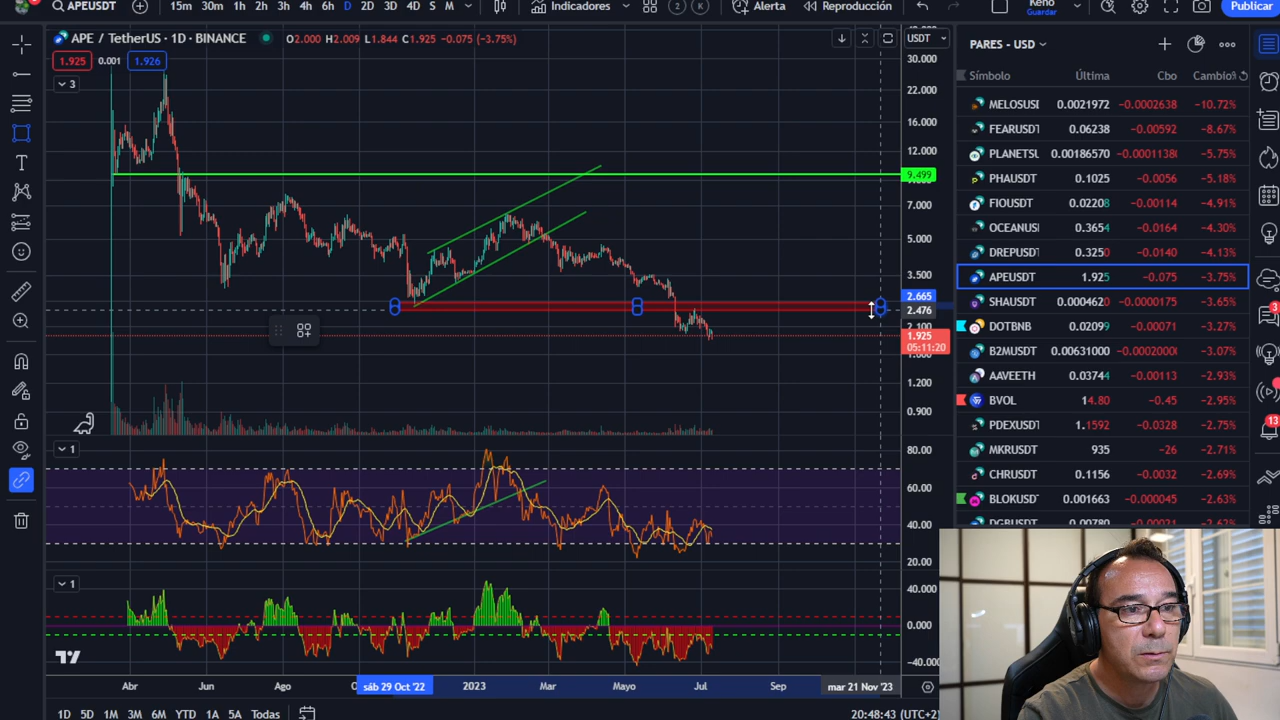 APEUSDT 15m 30m 1h 2h 3h 4h 6h D 2D 3D 4D S M Indicadores 2 K Alerta Reproducción Keno Guardar Publicar
APE / TetherUS · 1D · BINANCE O2.000 H2.009 L1.844 C1.925 -0.075 (-3.75%)
USDT
1.925 0.001 1.926
3
30.000
22.000
16.000
12.000
9.499
7.000
5.000
3.500
2.665
2.476
2.100
1.925
05:11:20
1.200
0.900
1
80.00
60.00
40.00
20.00
1
40.000
0.000
-40.00
Abr Jun Ago sáb 29 Oct '22 2023 Mar Mayo Jul Sep mar 21 Nov '23
1D 5D 1M 3M 6M YTD 1A 5A Todas 20:48:43 (UTC+2)
PARES - USD
Símbolo Última Cbo Cambio%
MELOSUSI 0.0021972 -0.0002638 -10.72%
FEARUSDT 0.06238 -0.00592 -8.67%
PLANETSU 0.00186570 -0.0001138 -5.75%
PHAUSDT 0.1025 -0.0056 -5.18%
FIOUSDT 0.02208 -0.00114 -4.91%
OCEANUS 0.3654 -0.0164 -4.30%
DREPUSDT 0.3250 -0.0140 -4.13%
APEUSDT 1.925 -0.075 -3.75%
SHAUSDT 0.0004620 -0.0000175 -3.65%
DOTBNB 0.02099 -0.00071 -3.27%
B2MUSDT 0.00631000 -0.0002000 -3.07%
AAVEETH 0.03744 -0.00113 -2.93%
BVOL 14.80 -0.45 -2.95%
PDEXUSDT 1.1592 -0.0328 -2.75%
MKRUSDT 935 -26 -2.71%
CHRUSDT 0.1156 -0.0032 -2.69%
BLOKUSDT 0.001663 -0.000045 -2.63%
3
13